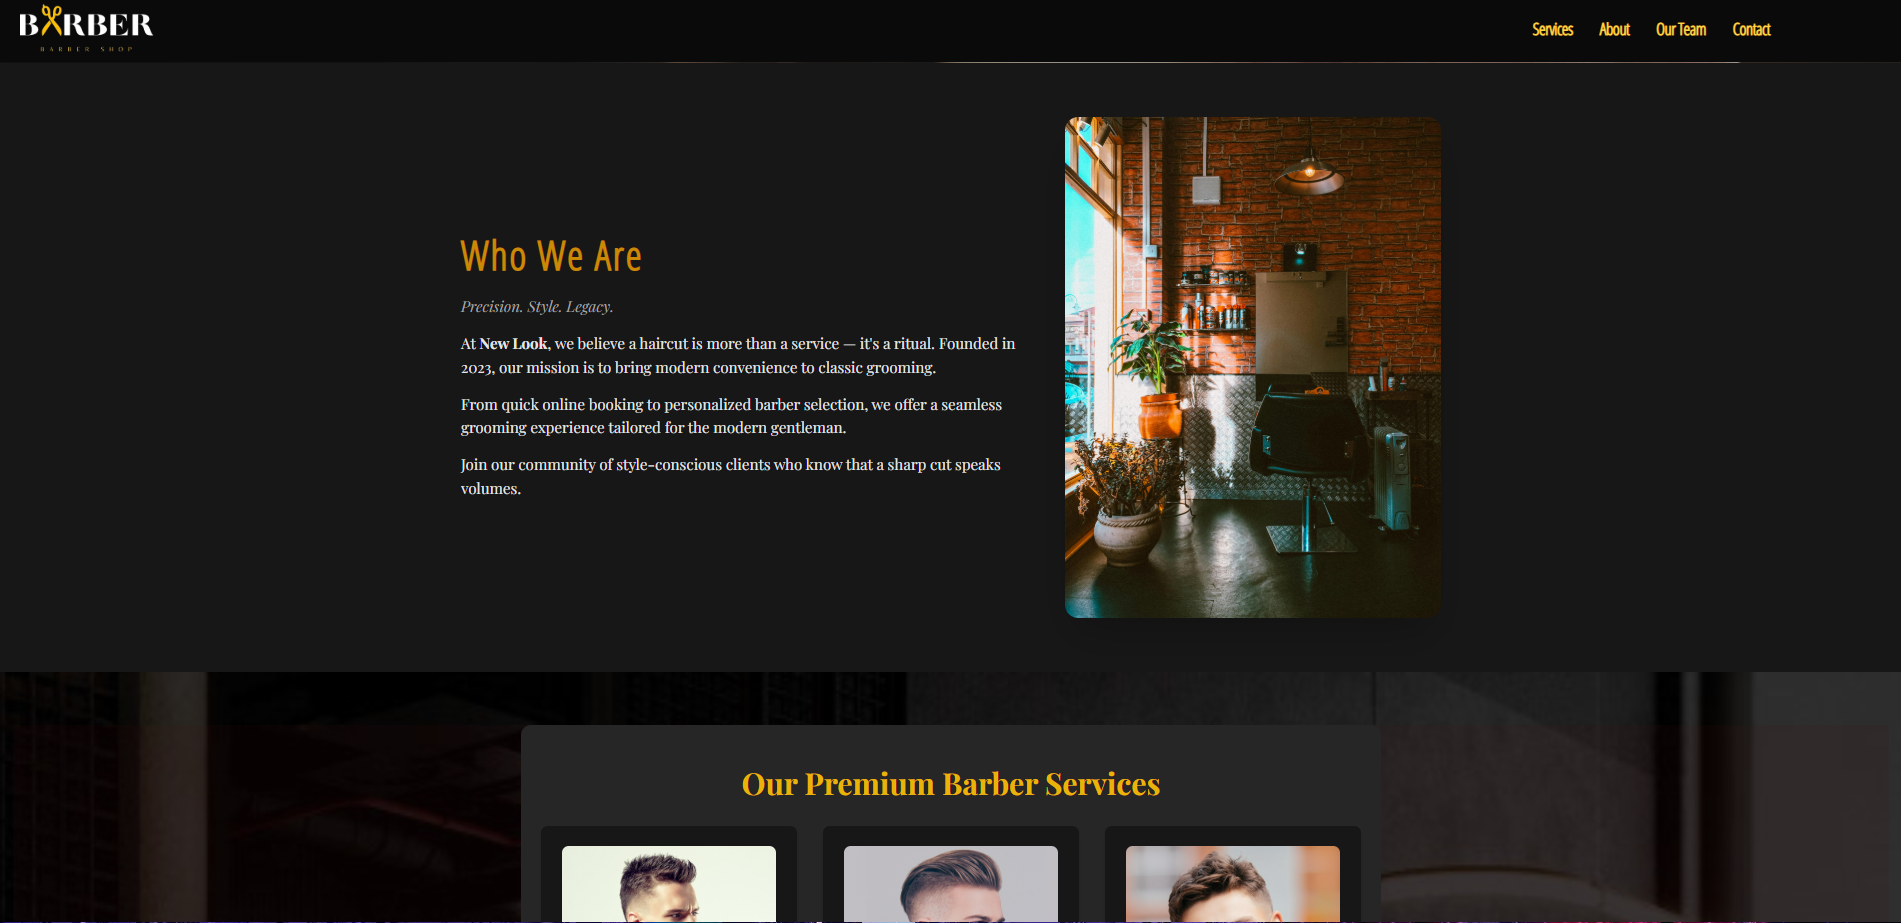 BARBER
BARBER SHOP
Services About Our Team Contact
Who We Are
Precision. Style. Legacy.
At New Look, we believe a haircut is more than a service — it's a ritual. Founded in
2023, our mission is to bring modern convenience to classic grooming.
From quick online booking to personalized barber selection, we offer a seamless
grooming experience tailored for the modern gentleman.
Join our community of style-conscious clients who know that a sharp cut speaks
volumes.
Our Premium Barber Services